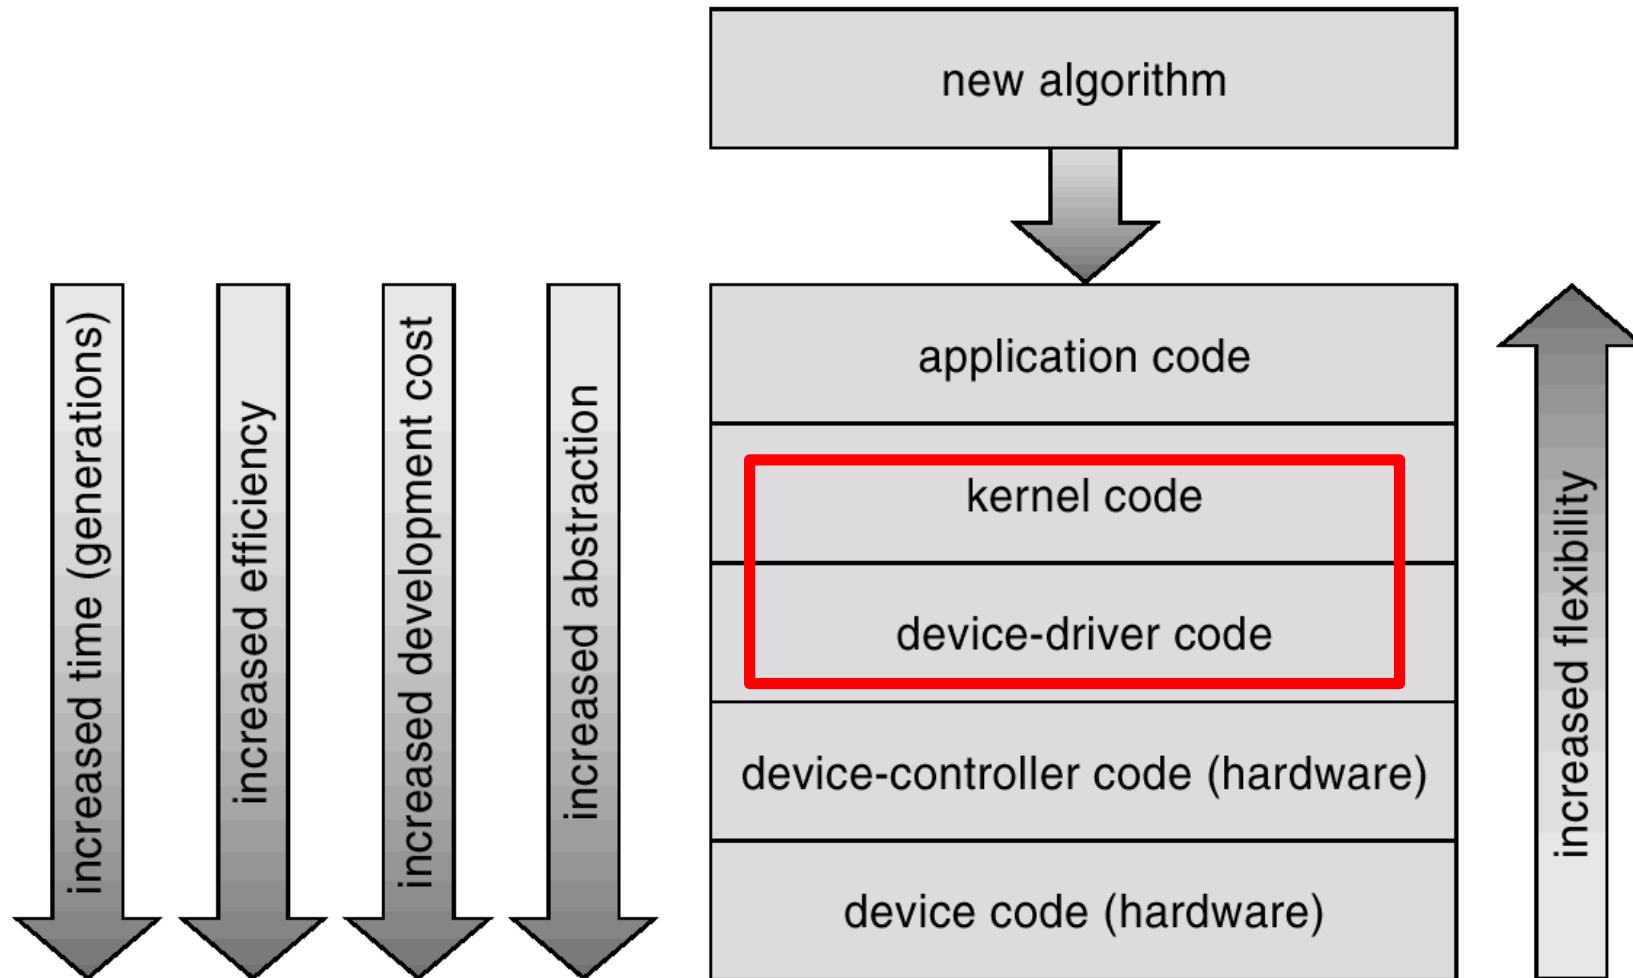 new algorithm
increased time (generations)
increased efficiency
increased development cost
increased abstraction
application code
kernel code
device-driver code
device-controller code (hardware)
device code (hardware)
increased flexibility